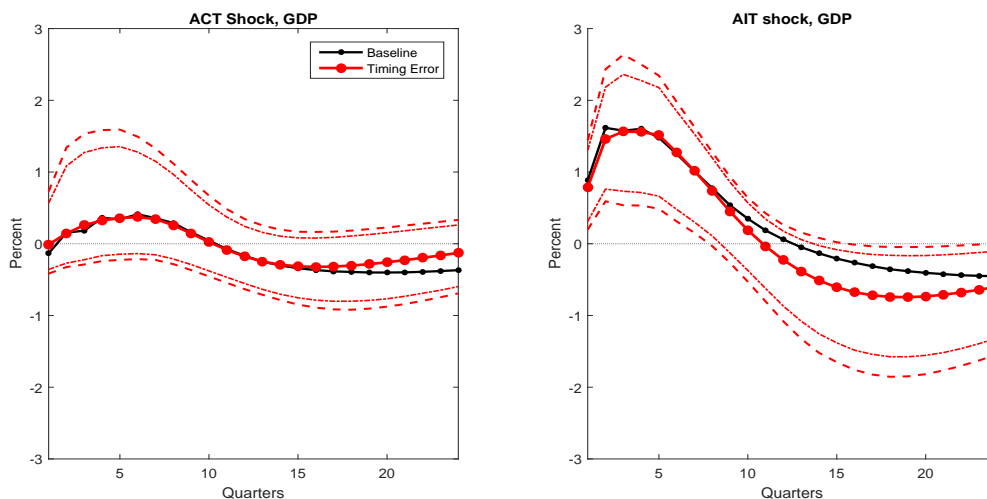 ACT Shock, GDP
3
2
1
0
-1
-2
-3
Percent
5
10
15
20
Quarters
Baseline
Timing Error
AIT shock, GDP
3
2
1
0
-1
-2
-3
Percent
5
10
15
20
Quarters